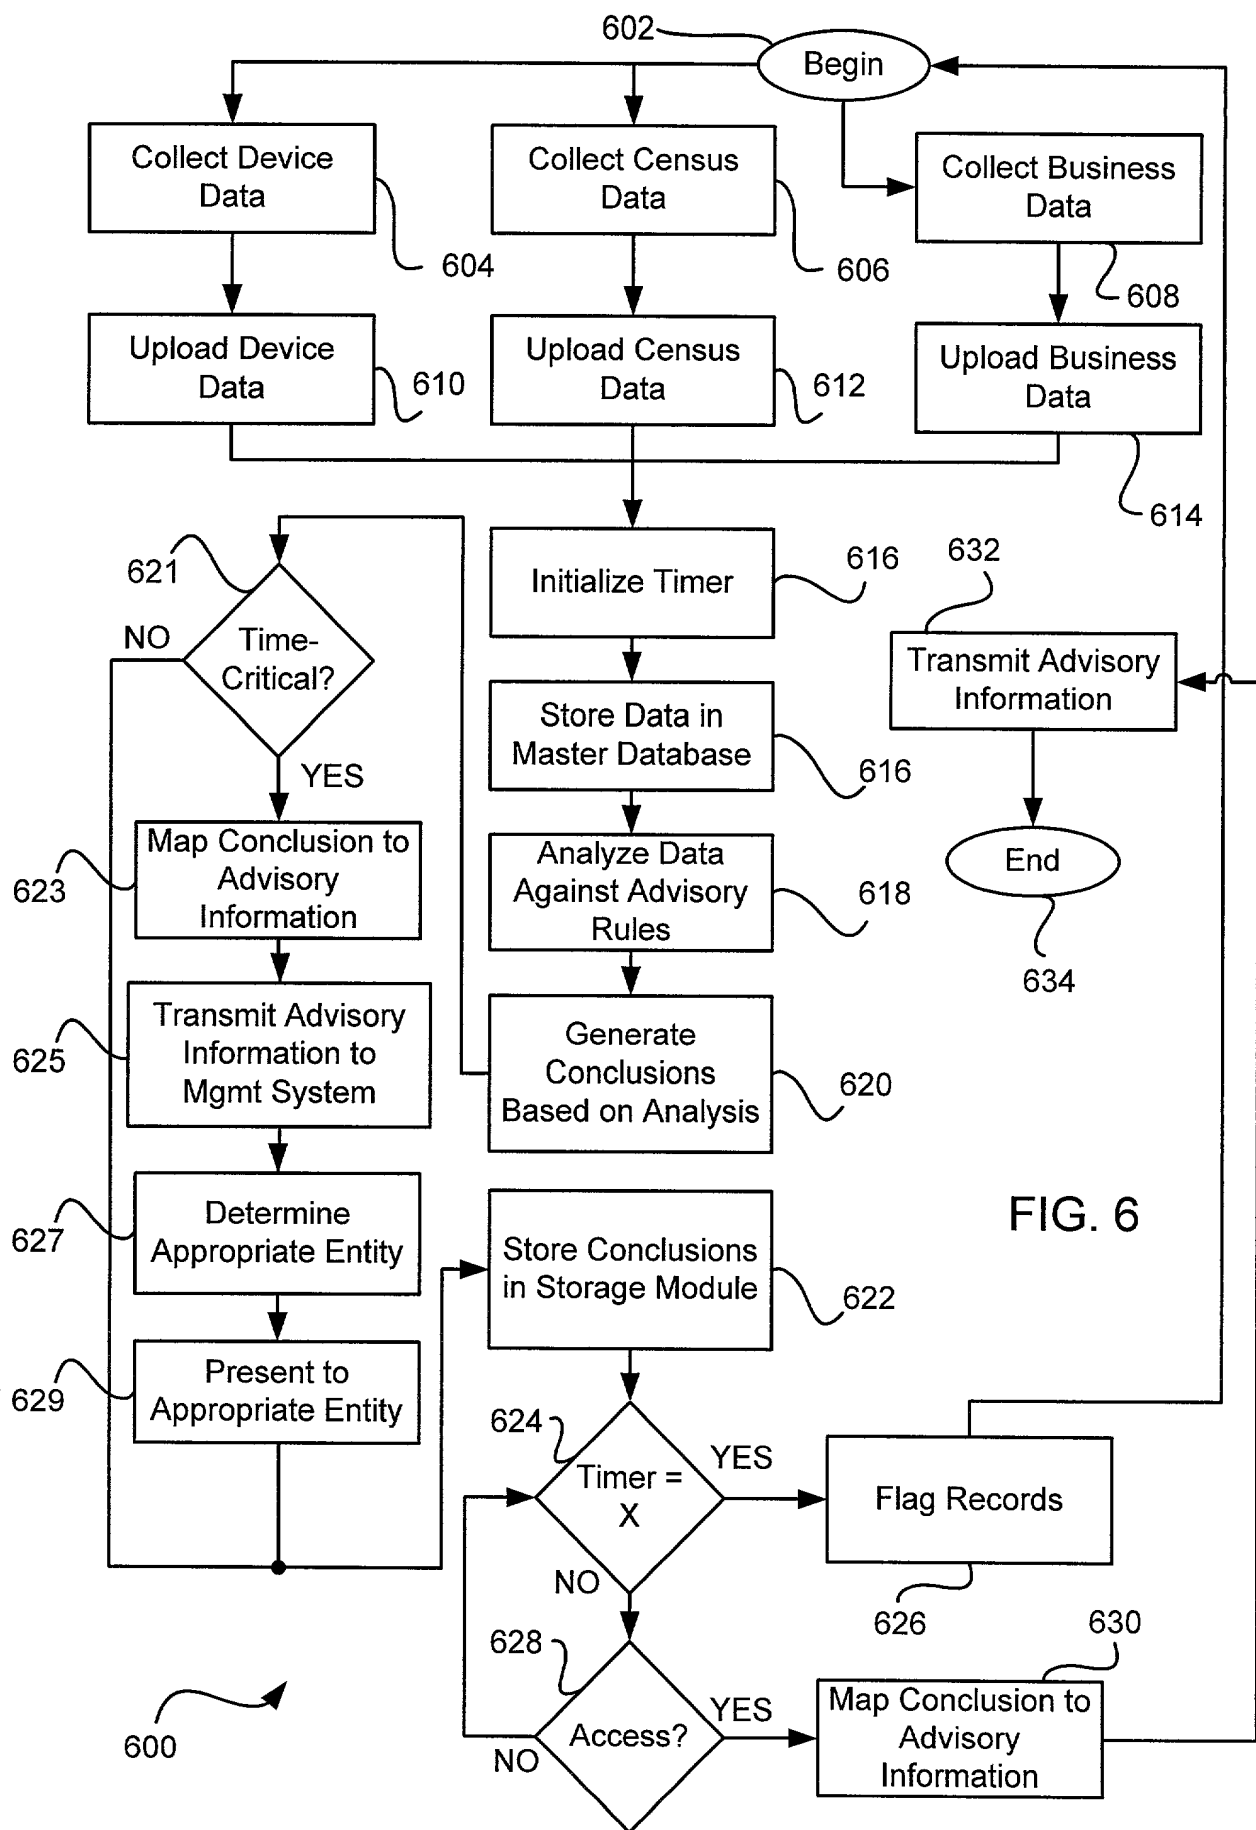 602
Begin
Collect Device
Data
604
Collect Census
Data
606
Collect Business
Data
608
Upload Device
Data
610
Upload Census
Data
612
Upload Business
Data
614
621
Time-
Critical?
NO
YES
Initialize Timer
616
632
Transmit Advisory
Information
Store Data in
Master Database
616
End
634
Map Conclusion to
Advisory
Information
623
Analyze Data
Against Advisory
Rules
618
Transmit Advisory
Information to
Mgmt System
625
Generate
Conclusions
Based on Analysis
620
Determine
Appropriate Entity
627
Store Conclusions
in Storage Module
622
FIG. 6
Present to
Appropriate Entity
629
624
Timer =
X
YES
NO
Flag Records
626
628
Access?
YES
NO
630
Map Conclusion to
Advisory
Information
600